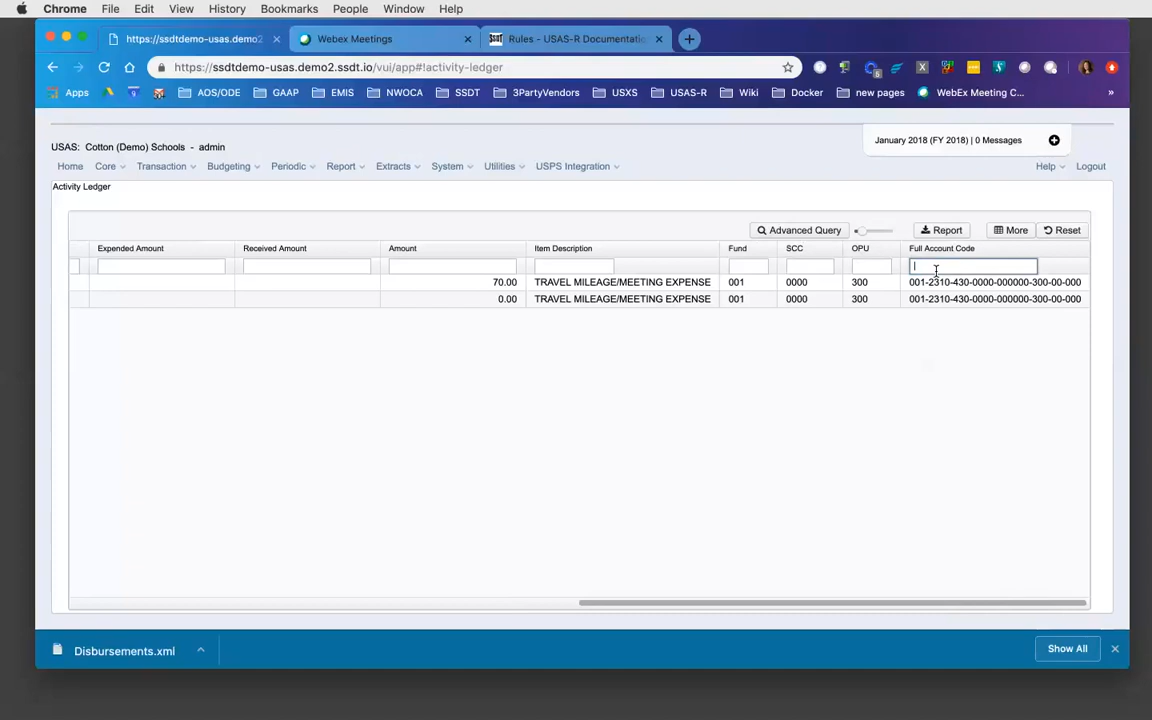 Chrome File Edit View History Bookmarks People Window Help
https://ssdtdemo-usas.demo2 Webex Meetings SSDT Rules - USAS-R Documentatio
https://ssdtdemo-usas.demo2.ssdt.io/vui/app#!activity-ledger
Apps AOS/ODE GAAP EMIS NWOCA SSDT 3PartyVendors USXS USAS-R Wiki Docker new pages WebEx Meeting C... »
January 2018 (FY 2018) | 0 Messages
USAS: Cotton (Demo) Schools - admin
Home Core Transaction Budgeting Periodic Report Extracts System Utilities USPS Integration Help Logout
Activity Ledger
Advanced Query Report More Reset
Expended Amount Received Amount Amount Item Description Fund SCC OPU Full Account Code
70.00 TRAVEL MILEAGE/MEETING EXPENSE 001 0000 300 001-2310-430-0000-000000-300-00-000
0.00 TRAVEL MILEAGE/MEETING EXPENSE 001 0000 300 001-2310-430-0000-000000-300-00-000
Disbursements.xml Show All